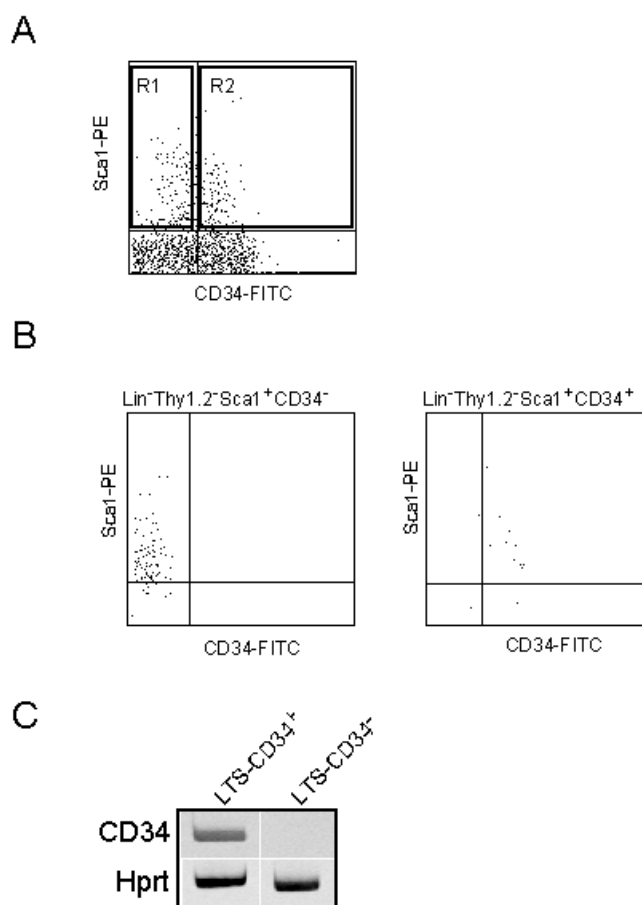 A
R1
R2
Sca1-PE
CD34-FITC
B
Lin⁻Thy1.2⁻Sca1⁺CD34⁻
Lin⁻Thy1.2⁻Sca1⁺CD34⁺
Sca1-PE
Sca1-PE
CD34-FITC
CD34-FITC
C
LTS-CD34⁺
LTS-CD34⁻
CD34
Hprt